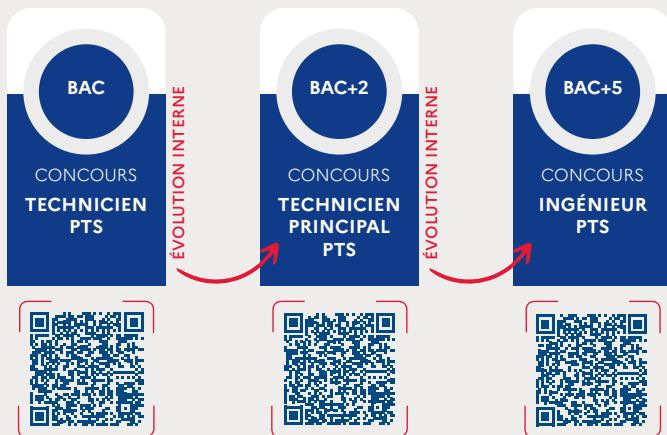 BAC
CONCOURS
TECHNICIEN
PTS
ÉVOLUTION INTERNE
BAC+2
CONCOURS
TECHNICIEN
PRINCIPAL
PTS
ÉVOLUTION INTERNE
BAC+5
CONCOURS
INGÉNIEUR
PTS